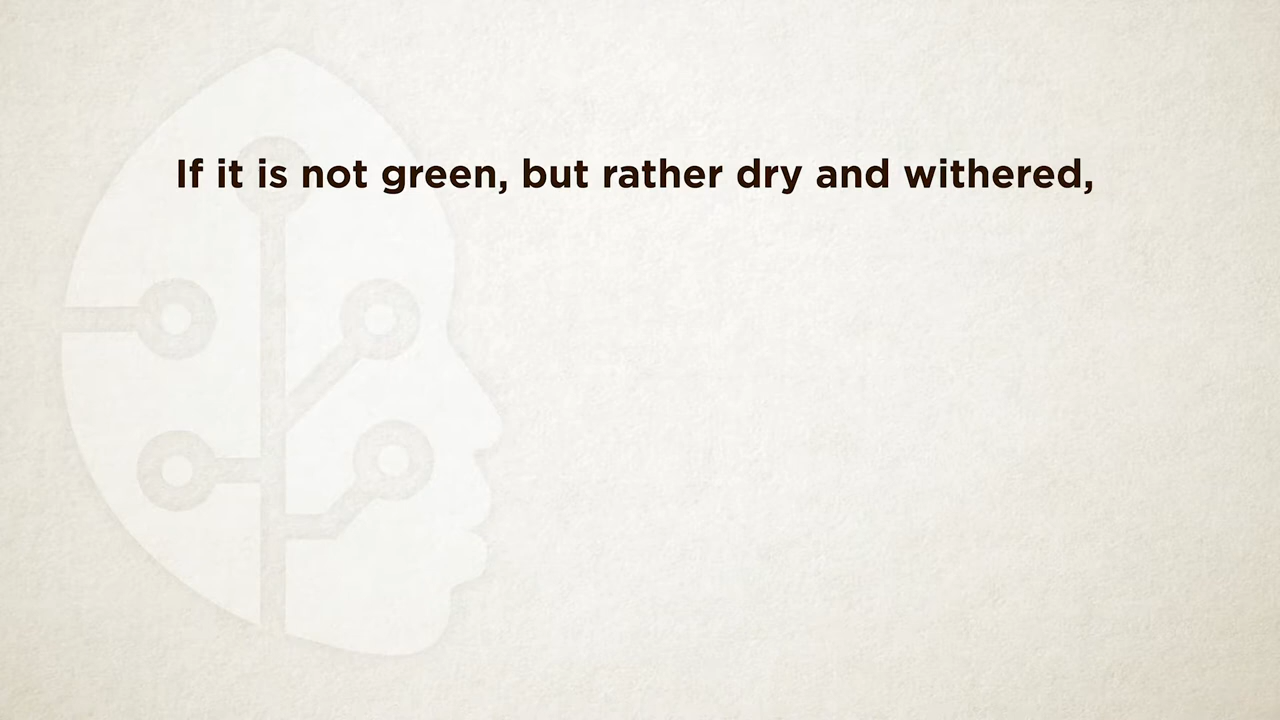 If it is not green, but rather dry and withered,